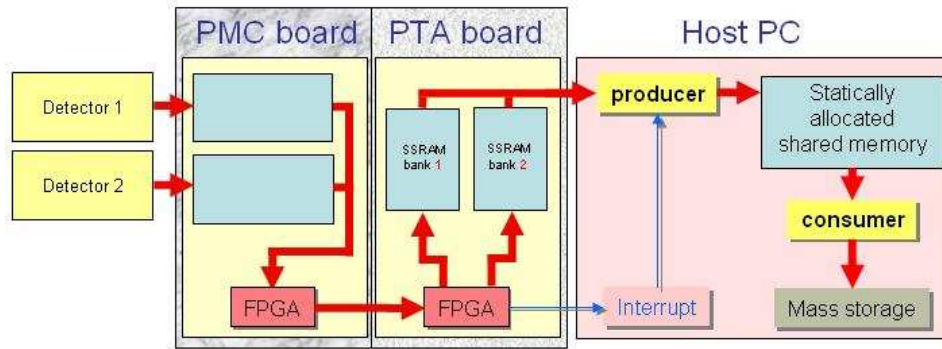 PMC board
PTA board
Host PC
Detector 1
Detector 2
FPGA
SSRAM
bank 1
SSRAM
bank 2
FPGA
producer
Statically
allocated
shared memory
consumer
Interrupt
Mass storage